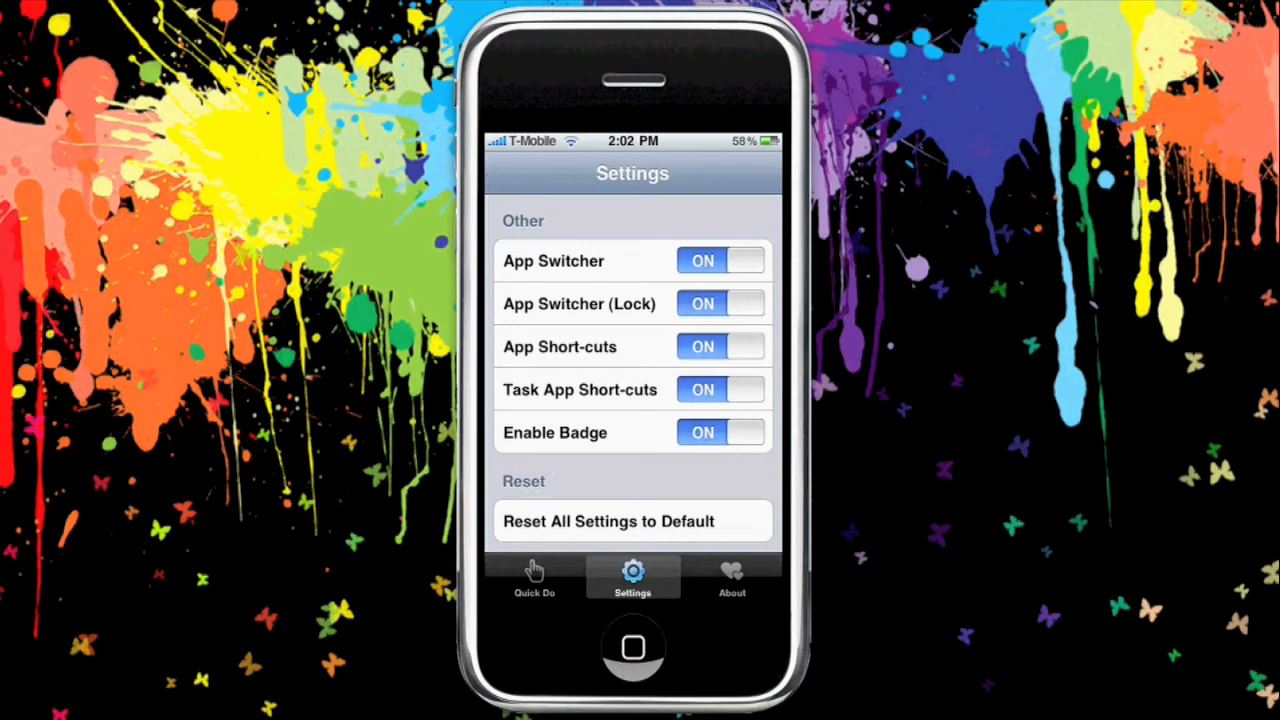 T-Mobile 2:02 PM 58%
Settings
Other
App Switcher ON
App Switcher (Lock) ON
App Short-cuts ON
Task App Short-cuts ON
Enable Badge ON
Reset
Reset All Settings to Default
Quick Do Settings About